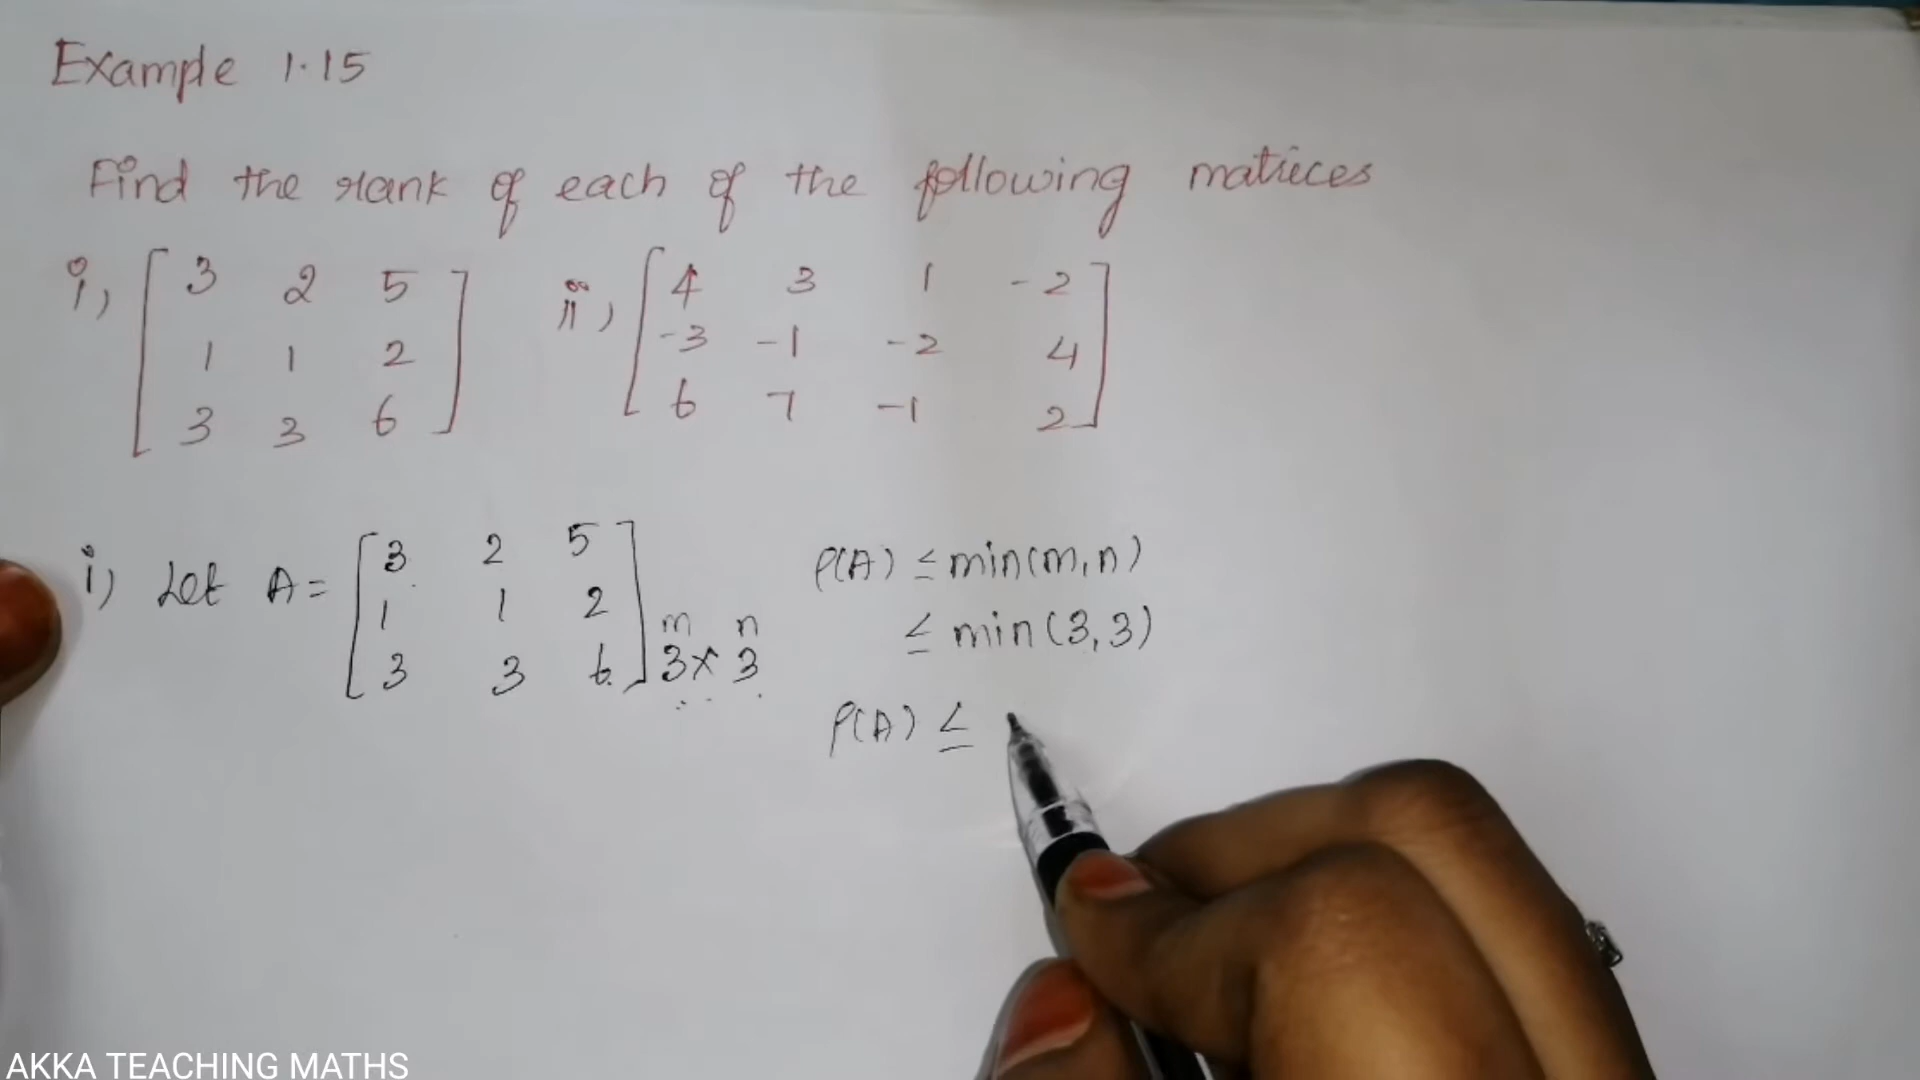 Example 1.15
Find the rank of each of the following matrices
i, [ 3 2 5 ii, [ 4 3 1 -2
1 1 2 -3 -1 -2 4
3 3 6 ] 6 7 -1 2 ]
i) Let A = [ 3 2 5 ρ(A) ≤ min(m,n)
1 1 2 m n ≤ min(3,3)
3 3 6 ] 3×3
ρ(A) ≤
AKKA TEACHING MATHS